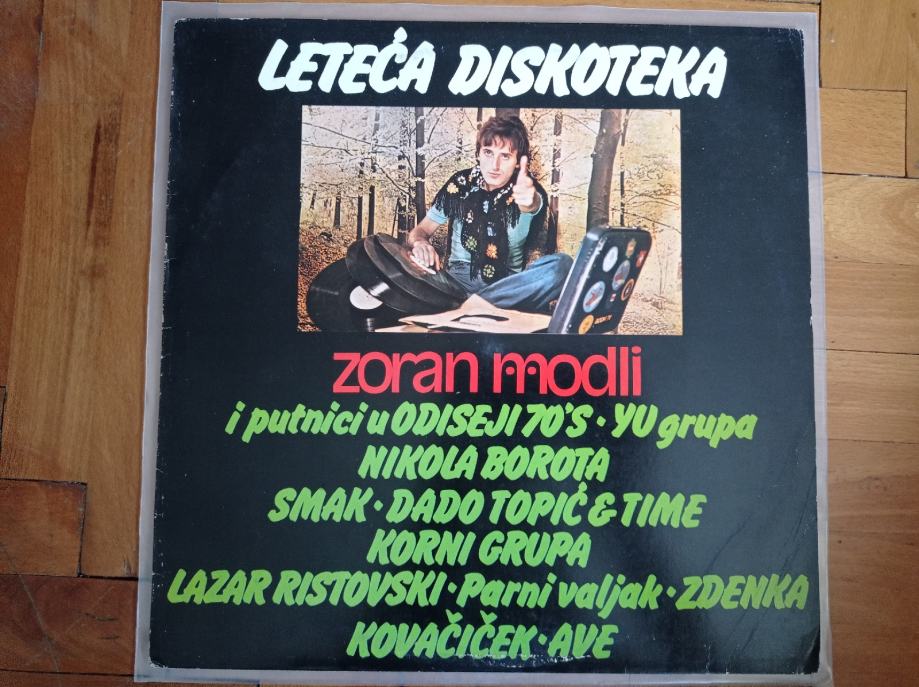 LETEĆA DISKOTEKA
zoran modli
i putnici u ODISEJI 70'S · YU grupa
NIKOLA BOROTA
SMAK · DADO TOPIĆ & TIME
KORNI GRUPA
LAZAR RISTOVSKI · Parni valjak · ZDENKA
KOVAČIČEK · AVE